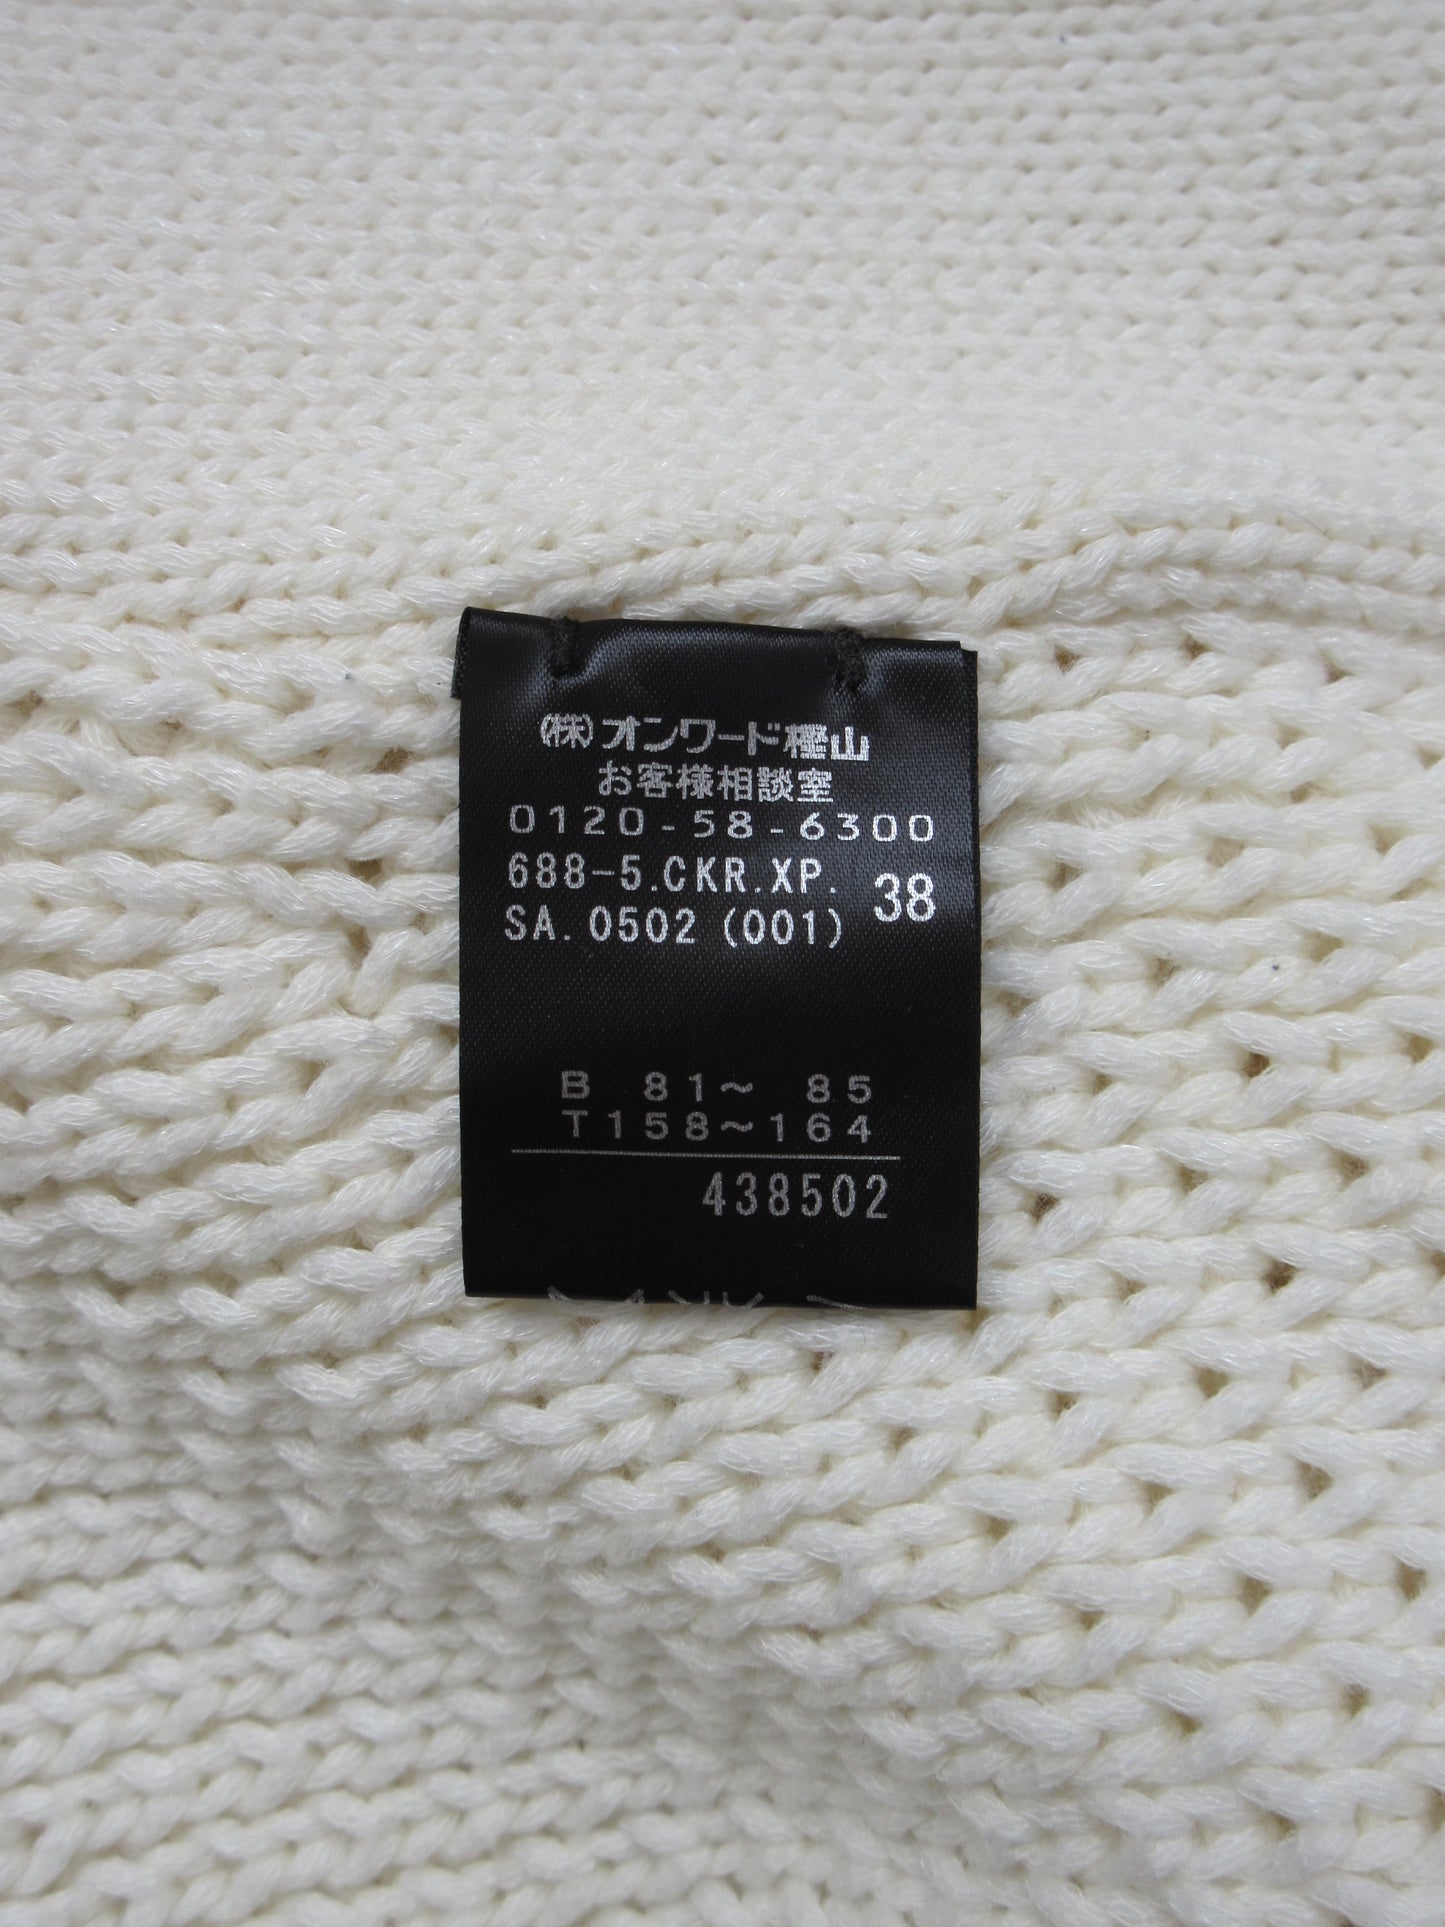 ㈱オンワード樫山
お客様相談室
0120-58-6300
688-5.CKR.XP. 38
SA.0502 (001)
B 81～ 85
T158～164
438502